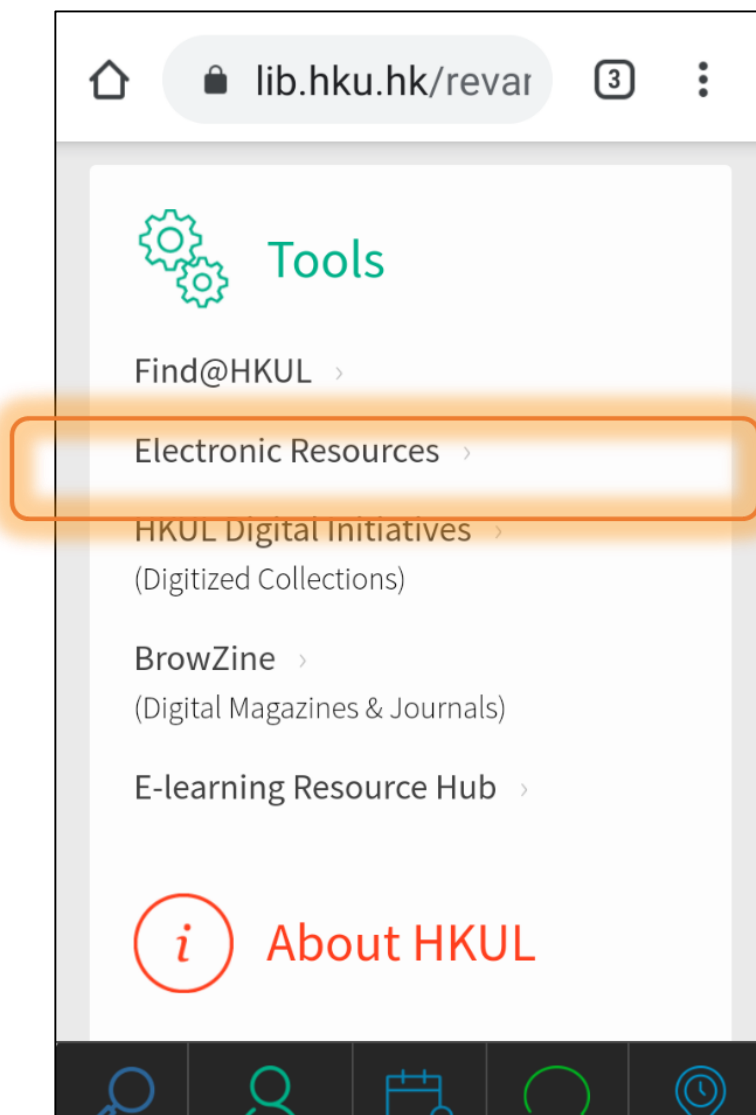 lib.hku.hk/revar
3
Tools
Find@HKUL
Electronic Resources
HKUL Digital Initiatives
(Digitized Collections)
BrowZine
(Digital Magazines & Journals)
E-learning Resource Hub
i
About HKUL